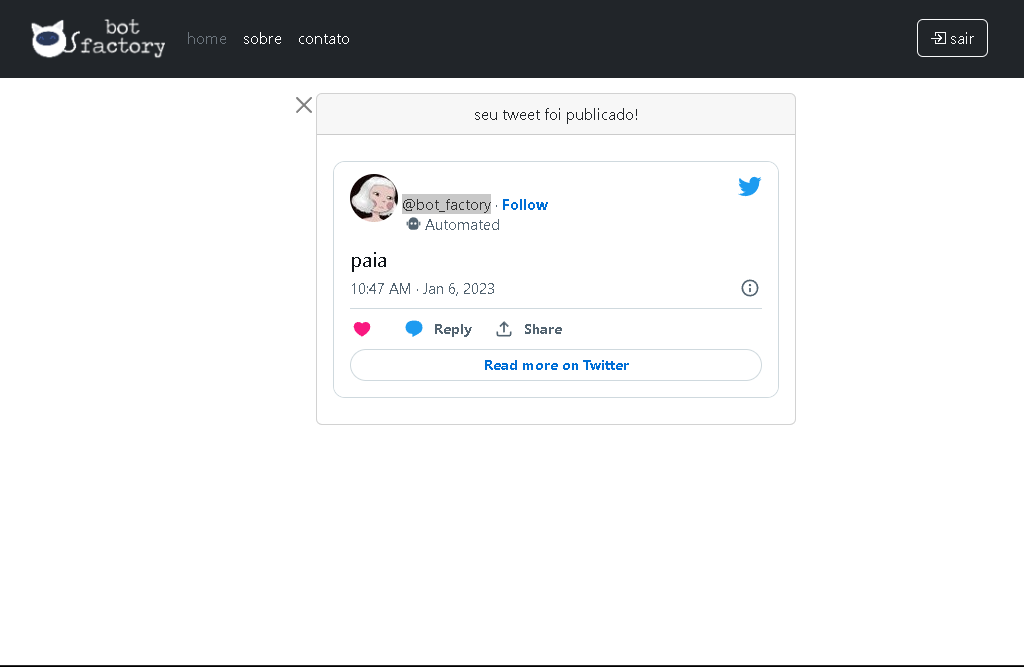 bot
factory
home sobre contato
sair
seu tweet foi publicado!
@bot_factory · Follow
Automated
paia
10:47 AM · Jan 6, 2023
Reply Share
Read more on Twitter